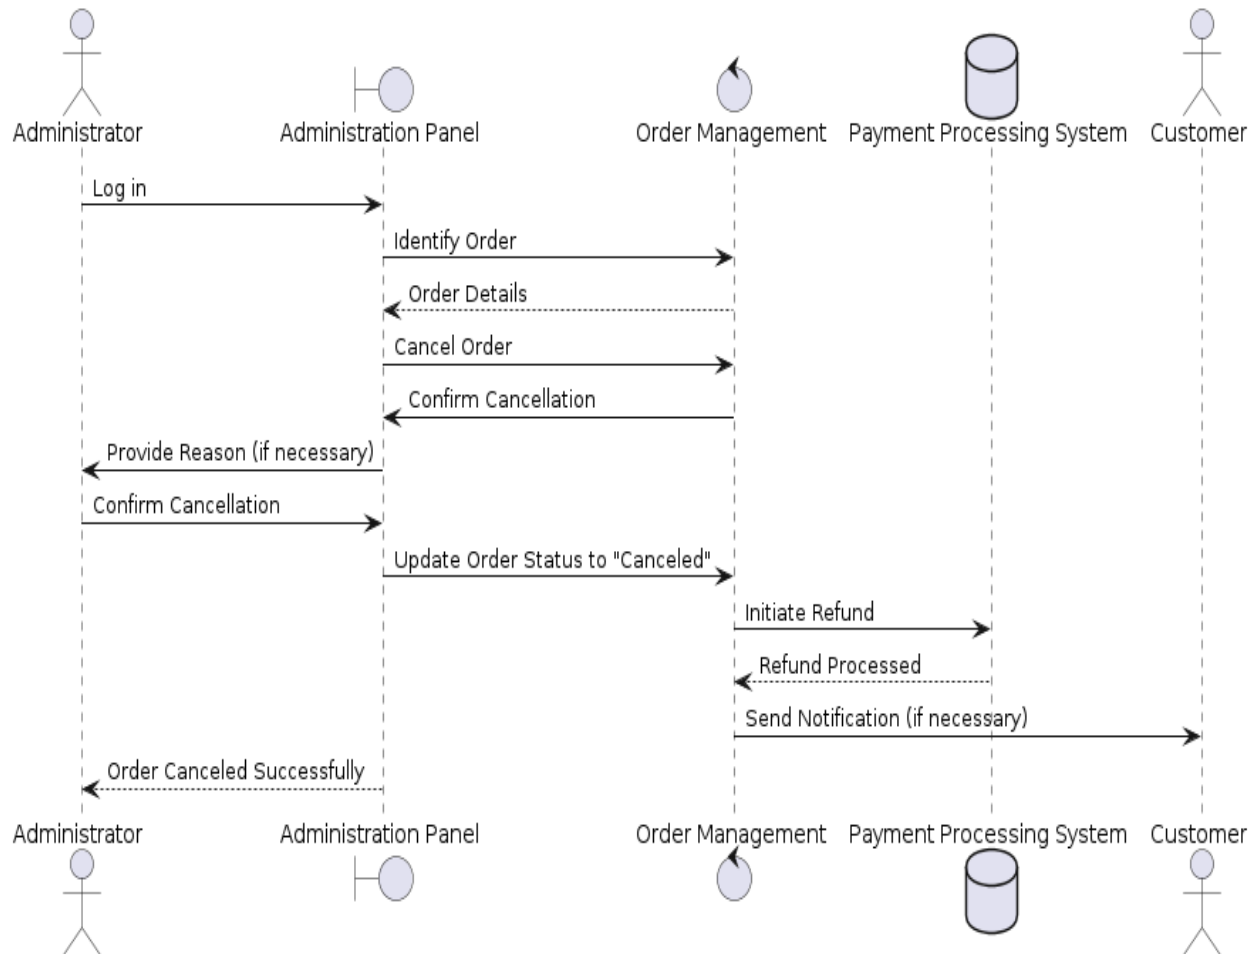 Administrator
Administration Panel
Order Management
Payment Processing System
Customer
Log in
Identify Order
Order Details
Cancel Order
Confirm Cancellation
Provide Reason (if necessary)
Confirm Cancellation
Update Order Status to "Canceled"
Initiate Refund
Refund Processed
Send Notification (if necessary)
Order Canceled Successfully
Administrator
Administration Panel
Order Management
Payment Processing System
Customer